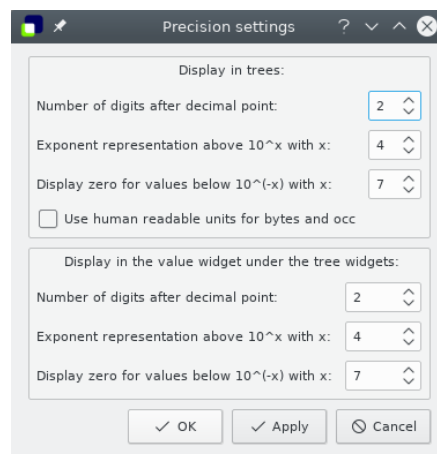 Precision settings ?
Display in trees:
Number of digits after decimal point: 2
Exponent representation above 10^x with x: 4
Display zero for values below 10^(-x) with x: 7
Use human readable units for bytes and occ
Display in the value widget under the tree widgets:
Number of digits after decimal point: 2
Exponent representation above 10^x with x: 4
Display zero for values below 10^(-x) with x: 7
OK Apply Cancel